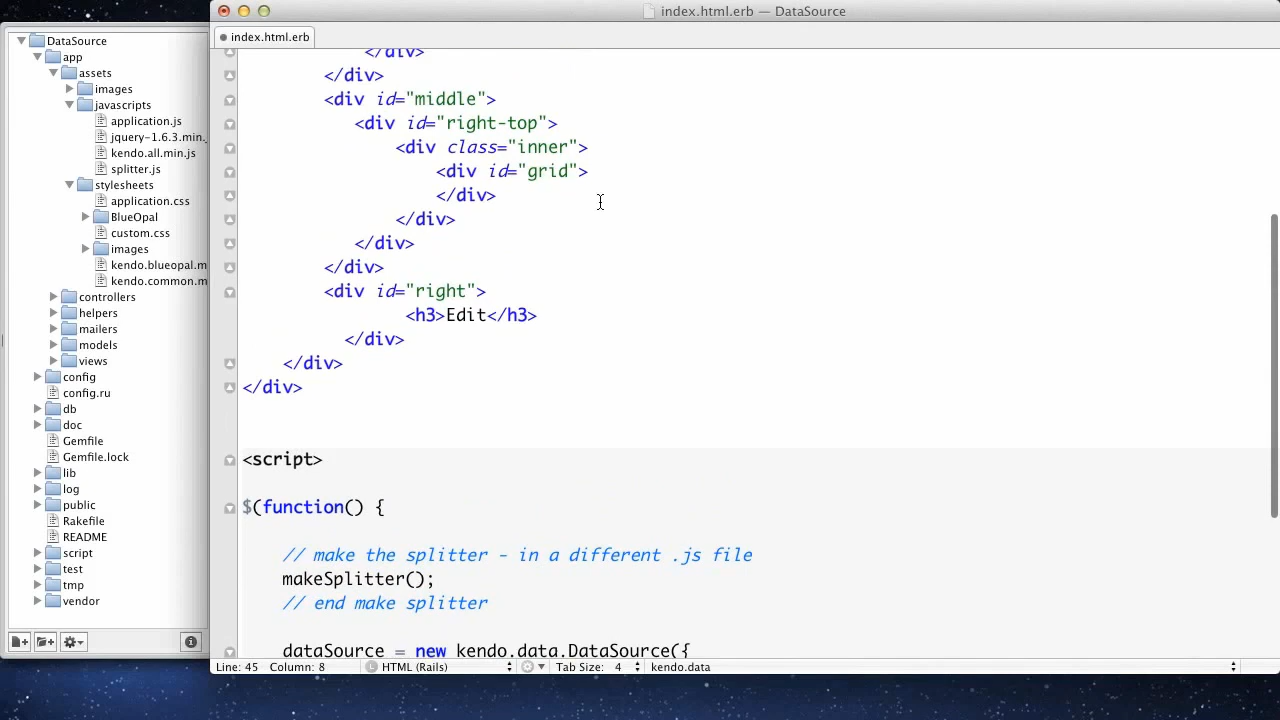 index.html.erb — DataSource
index.html.erb
DataSource
app
assets
images
javascripts
application.js
jquery-1.6.3.min.
kendo.all.min.js
splitter.js
stylesheets
application.css
BlueOpal
custom.css
images
kendo.blueopal.m
kendo.common.m
controllers
helpers
mailers
models
views
config
config.ru
db
doc
Gemfile
Gemfile.lock
lib
log
public
Rakefile
README
script
test
tmp
vendor
</div>
</div>
<div id="middle">
<div id="right-top">
<div class="inner">
<div id="grid">
</div>
</div>
</div>
</div>
<div id="right">
<h3>Edit</h3>
</div>
</div>
</div>
<script>
$(function() {
// make the splitter - in a different .js file
makeSplitter();
// end make splitter
dataSource = new kendo.data.DataSource({
Line: 45 Column: 8 HTML (Rails) Tab Size: 4 kendo.data